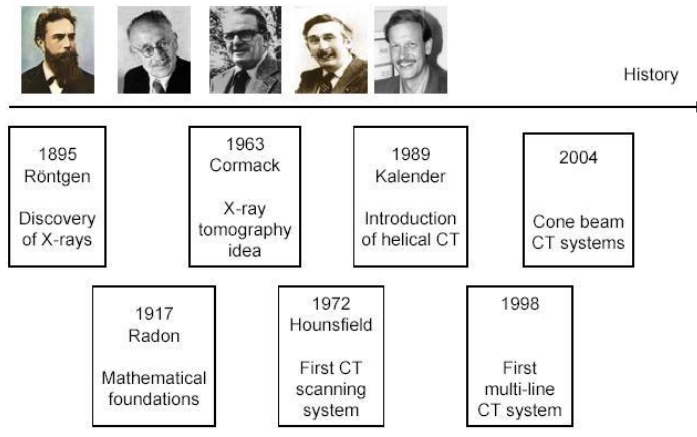 History
1895
Röntgen
Discovery
of X-rays
1917
Radon
Mathematical
foundations
1963
Cormack
X-ray
tomography
idea
1972
Hounsfield
First CT
scanning
system
1989
Kalender
Introduction
of helical CT
1998
First
multi-line
CT system
2004
Cone beam
CT systems